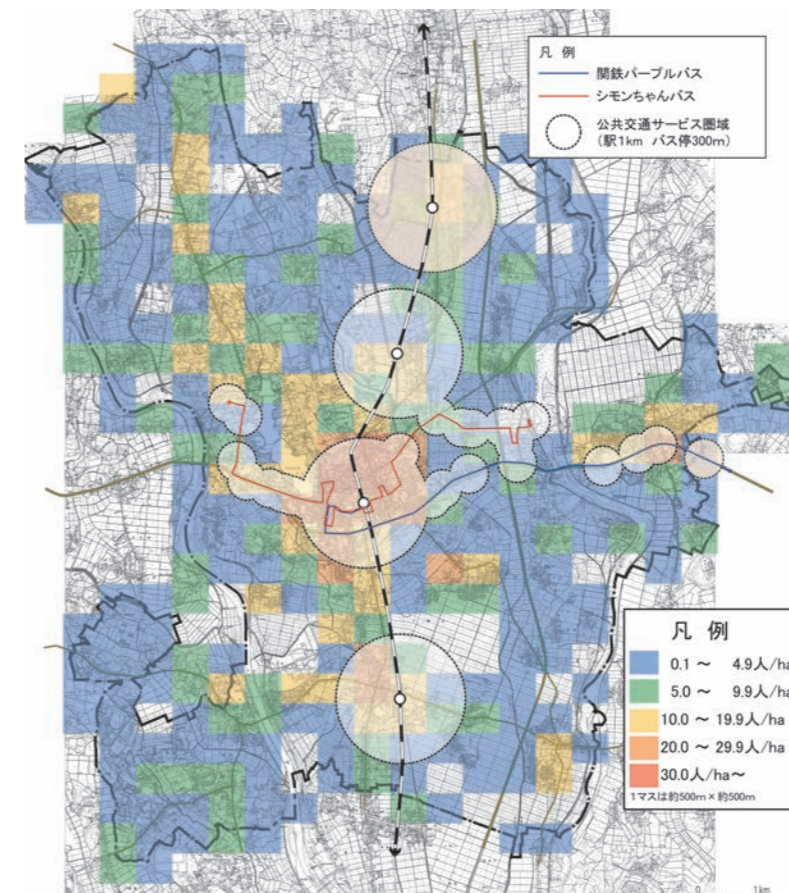 凡 例
関鉄パープルバス
シモンちゃんバス
公共交通サービス圏域
(駅1km バス停300m)
凡 例
0.1 ～ 4.9人/ha
5.0 ～ 9.9人/ha
10.0 ～ 19.9人/ha
20.0 ～ 29.9人/ha
30.0人/ha～
1マスは約500m×約500m
0 1km